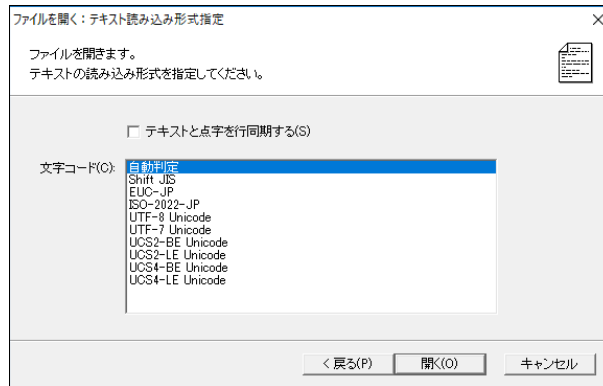 ファイルを開く：テキスト読み込み形式指定
ファイルを開きます。
テキストの読み込み形式を指定してください。
テキストと点字を行同期する(S)
文字コード(C):
自動判定
Shift JIS
EUC-JP
ISO-2022-JP
UTF-8 Unicode
UTF-7 Unicode
UCS2-BE Unicode
UCS2-LE Unicode
UCS4-BE Unicode
UCS4-LE Unicode
< 戻る(P)
開く(O)
キャンセル